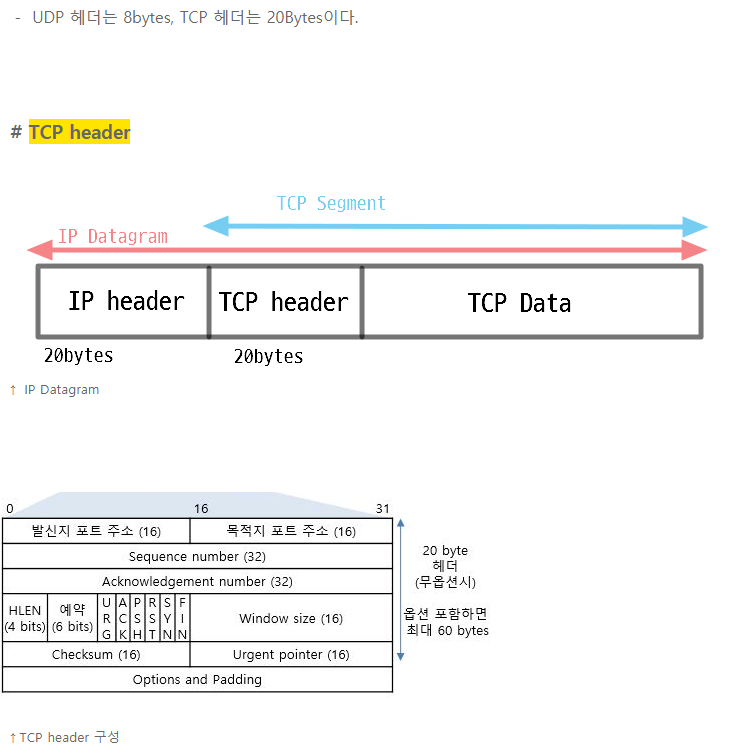 - UDP 헤더는 8bytes, TCP 헤더는 20Bytes이다.
# TCP header
TCP Segment
IP Datagram
IP header TCP header TCP Data
20bytes 20bytes
↑ IP Datagram
0 16 31
발신지 포트 주소 (16) 목적지 포트 주소 (16)
Sequence number (32)
Acknowledgement number (32)
HLEN
(4 bits)
예약
(6 bits)
URG
ACK
PSH
RST
SYN
FIN
Window size (16)
Checksum (16) Urgent pointer (16)
Options and Padding
20 byte
헤더
(무옵션시)
옵션 포함하면
최대 60 bytes
↑TCP header 구성